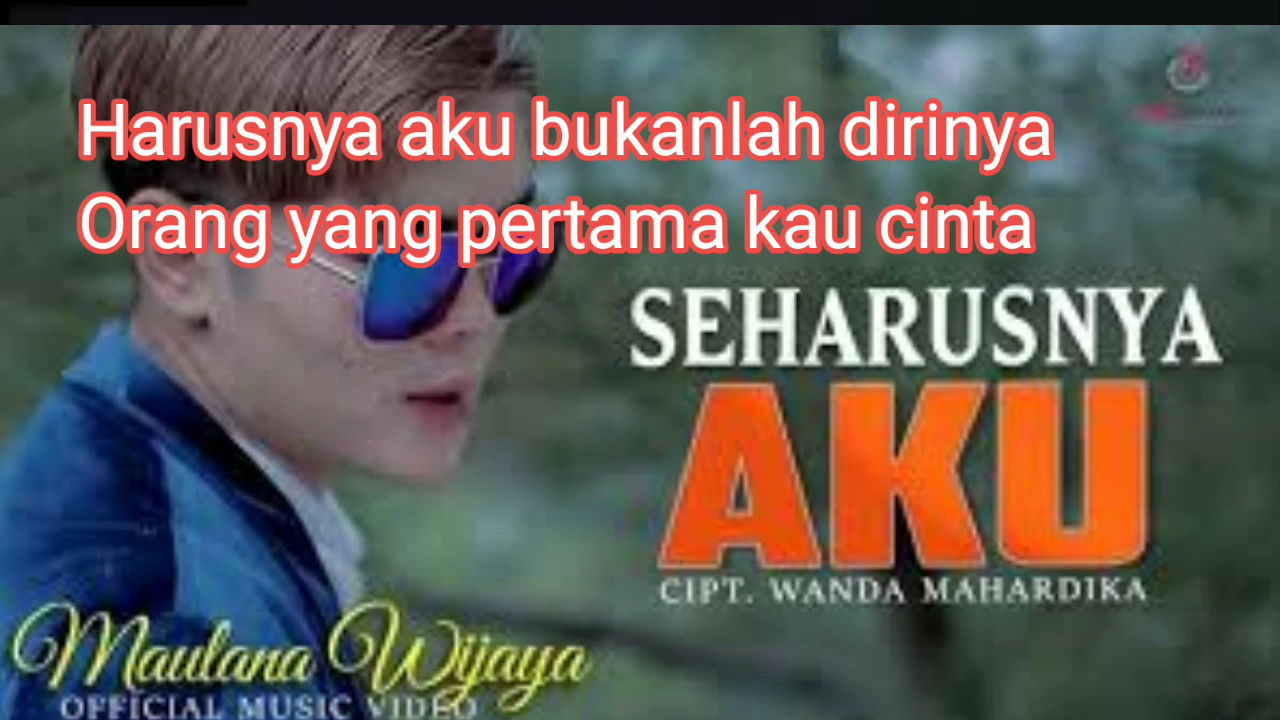 Harusnya aku bukanlah dirinya
Orang yang pertama kau cinta
SEHARUSNYA
AKU
CIPT. WANDA MAHARDIKA
Maulana Wijaya
OFFICIAL MUSIC VIDEO